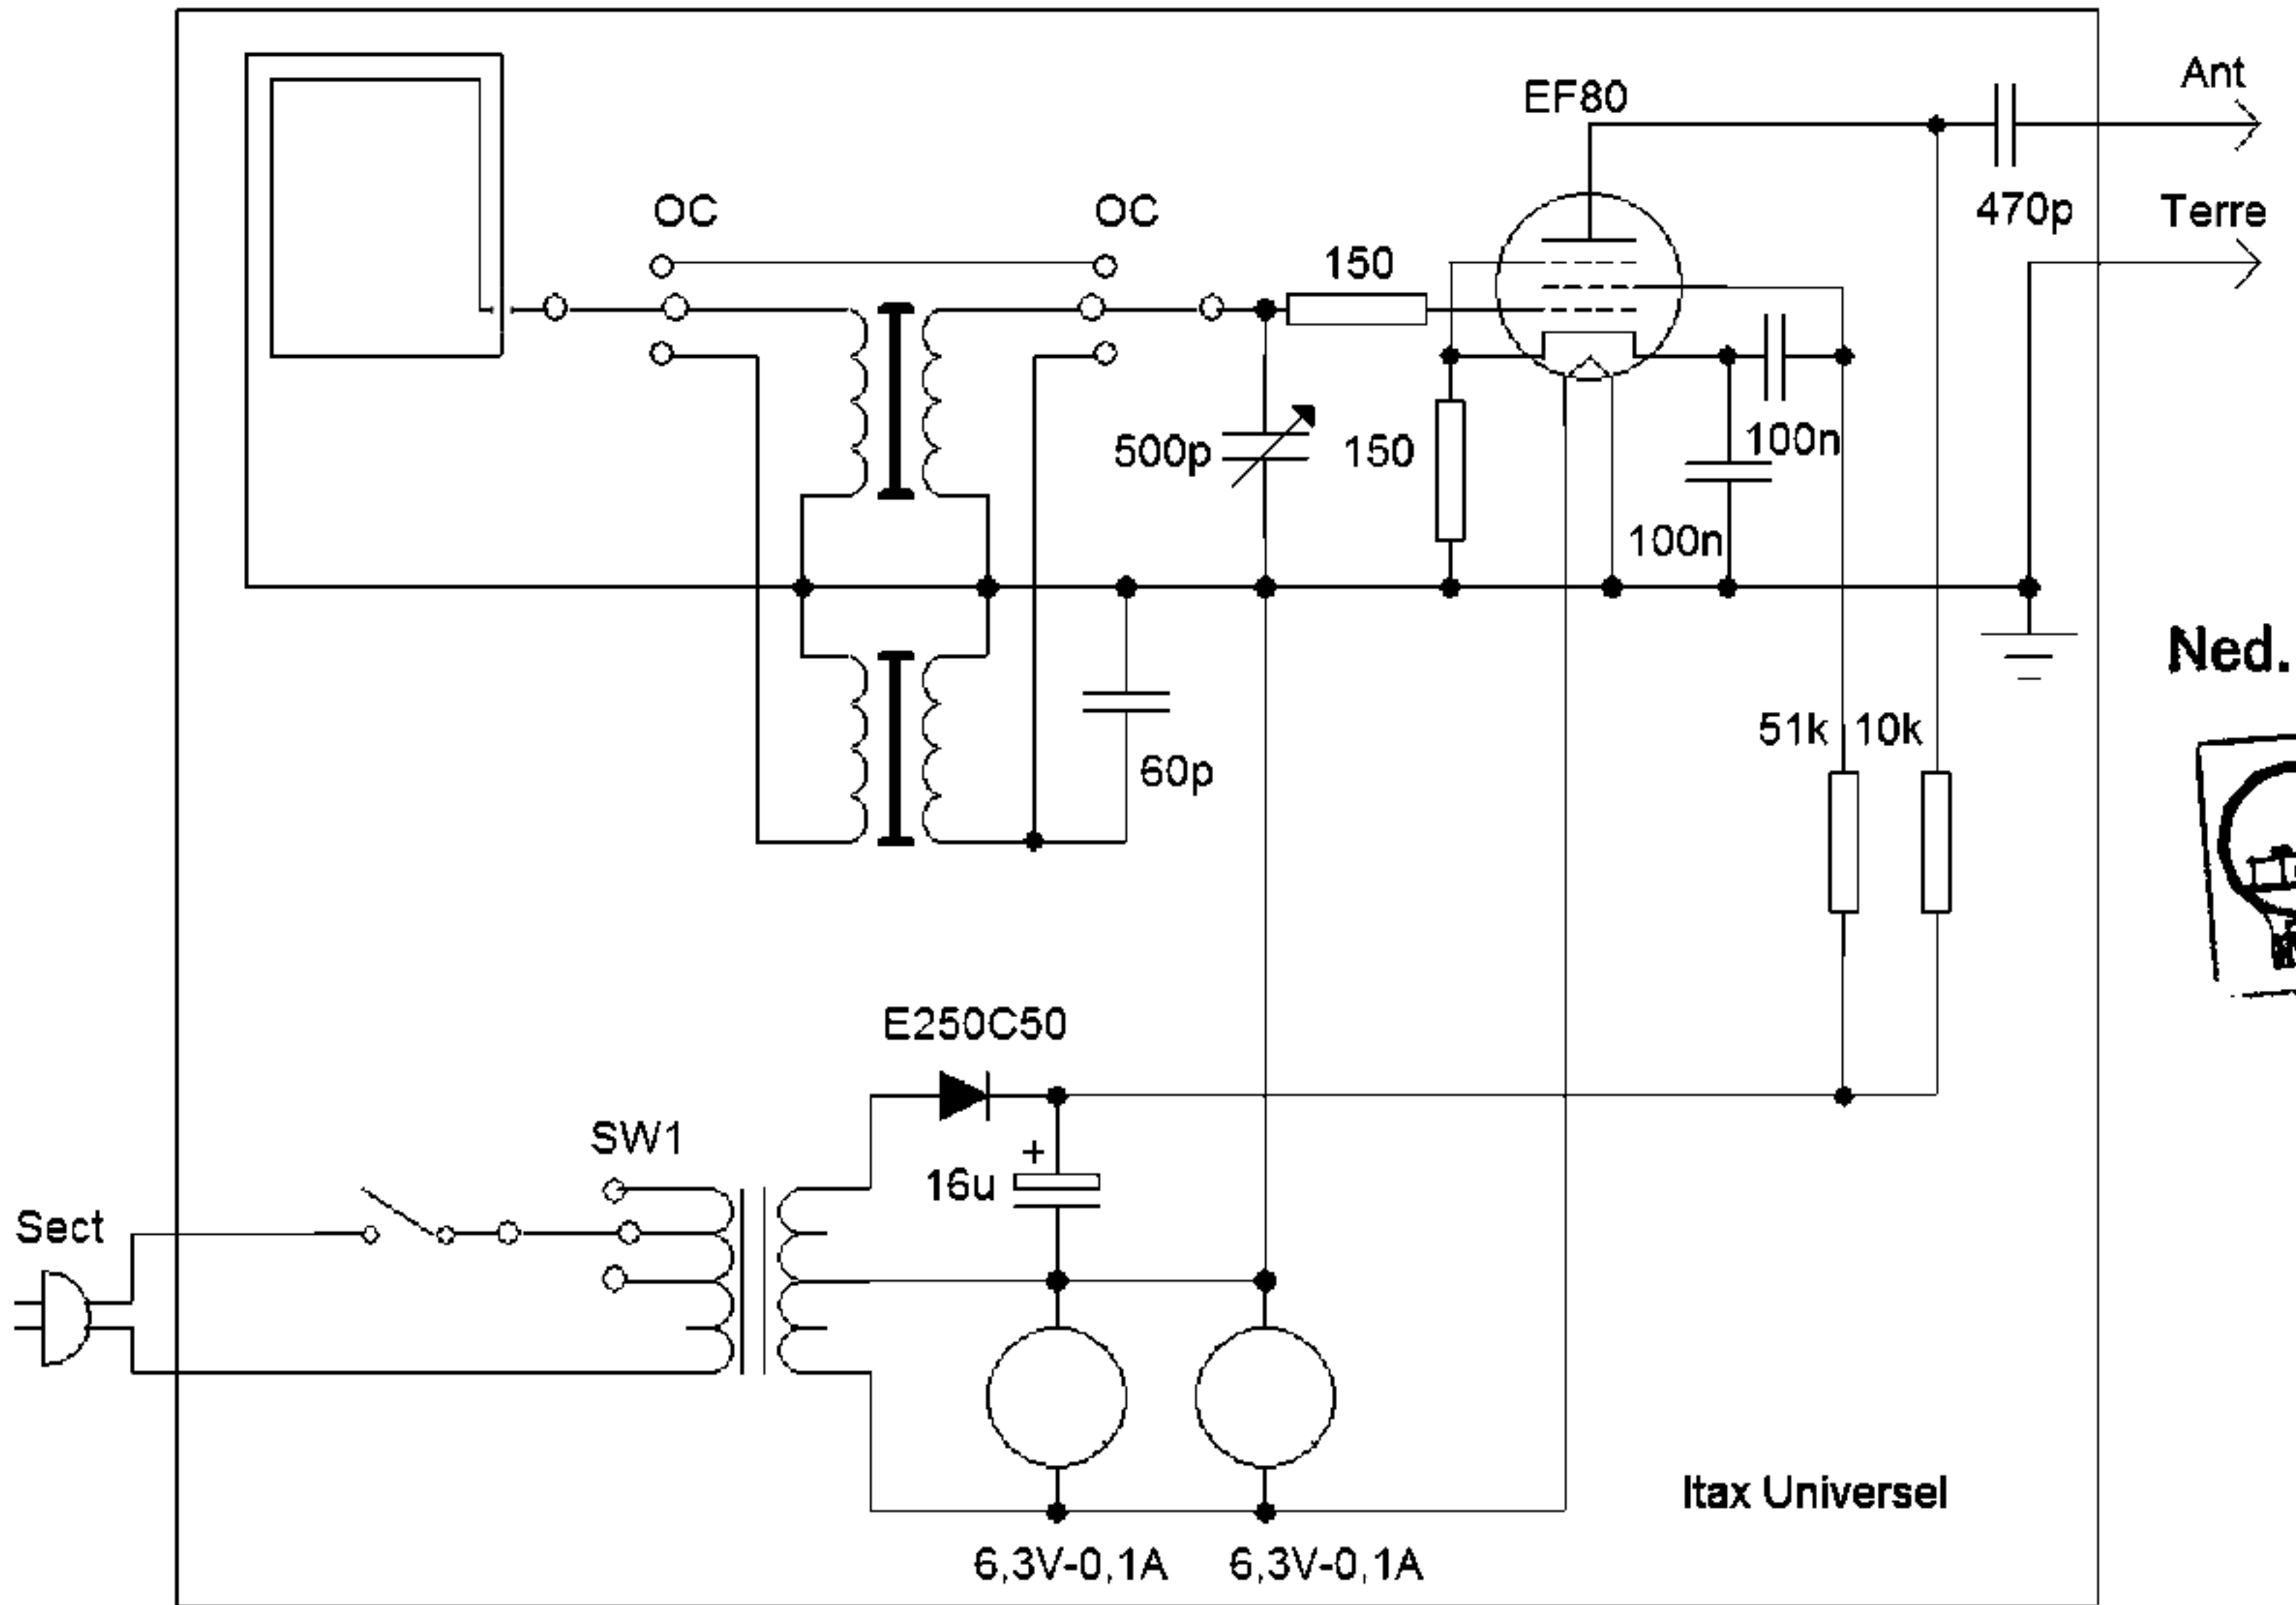 Ant
EF80
470p
Terre
OC
OC
150
500p
150
100n
100n
Ned.
51k
10k
60p
E250C50
SW1
+
16u
Sect
Itax Universel
6,3V-0,1A
6,3V-0,1A